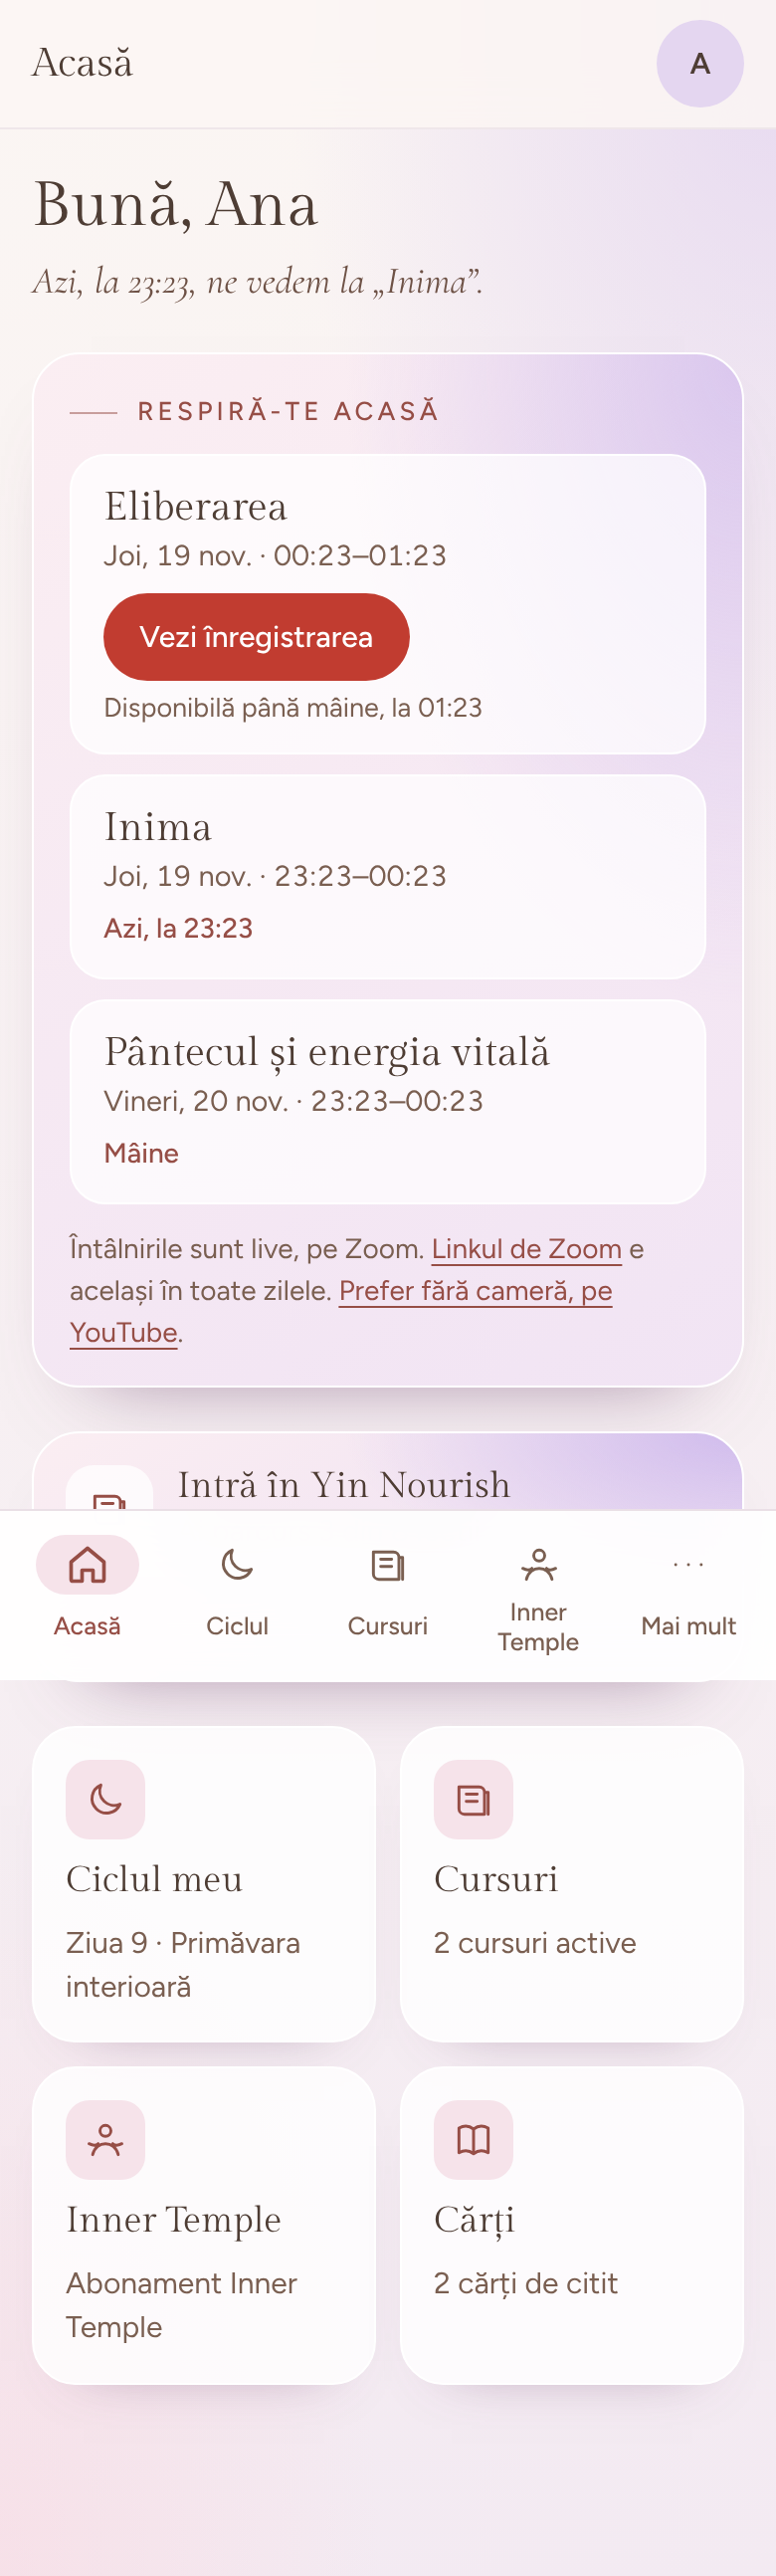 Acasă
A
Bună, Ana
Azi, la 23:23, ne vedem la „Inima”.
RESPIRĂ-TE ACASĂ
Eliberarea
Joi, 19 nov. · 00:23–01:23
Vezi înregistrarea
Disponibilă până mâine, la 01:23
Inima
Joi, 19 nov. · 23:23–00:23
Azi, la 23:23
Pântecul și energia vitală
Vineri, 20 nov. · 23:23–00:23
Mâine
Întâlnirile sunt live, pe Zoom. Linkul de Zoom e
același în toate zilele. Prefer fără cameră, pe
YouTube.
Intră în Yin Nourish
Acasă
Ciclul
Cursuri
Inner
Temple
Mai mult
Ciclul meu
Ziua 9 · Primăvara
interioară
Cursuri
2 cursuri active
Inner Temple
Abonament Inner
Temple
Cărți
2 cărți de citit